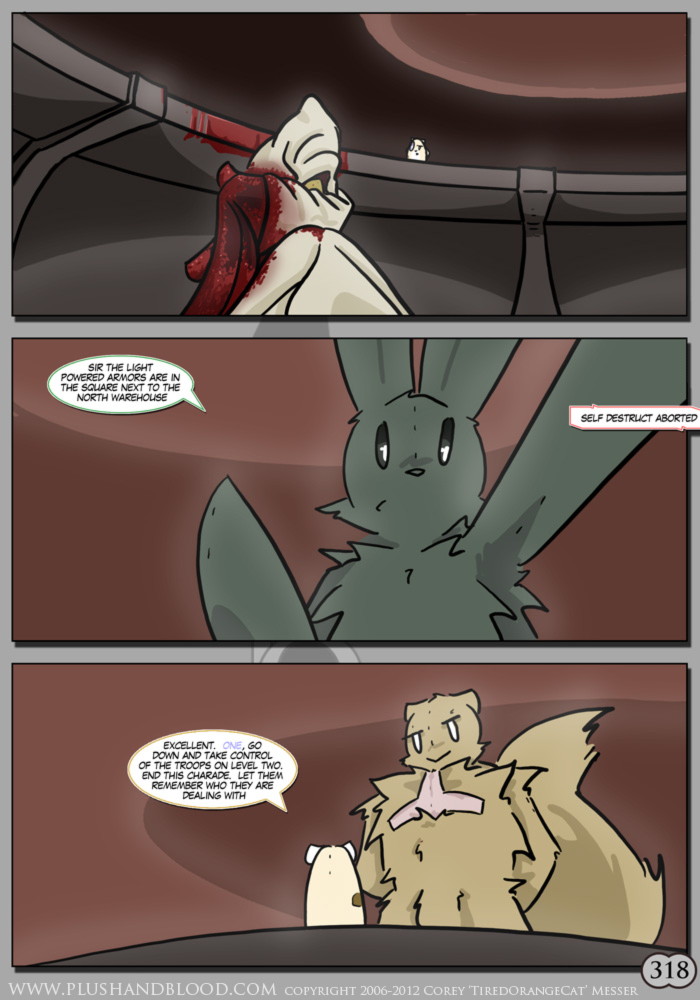 SIR THE LIGHT
POWERED ARMORS ARE IN
THE SQUARE NEXT TO THE
NORTH WAREHOUSE
SELF DESTRUCT ABORTED
EXCELLENT. ONE, GO
DOWN AND TAKE CONTROL
OF THE TROOPS ON LEVEL TWO.
END THIS CHARADE. LET THEM
REMEMBER WHO THEY ARE
DEALING WITH
318
WWW.PLUSHANDBLOOD.COM COPYRIGHT 2006-2012 COREY 'TIREDORANGECAT' MESSER